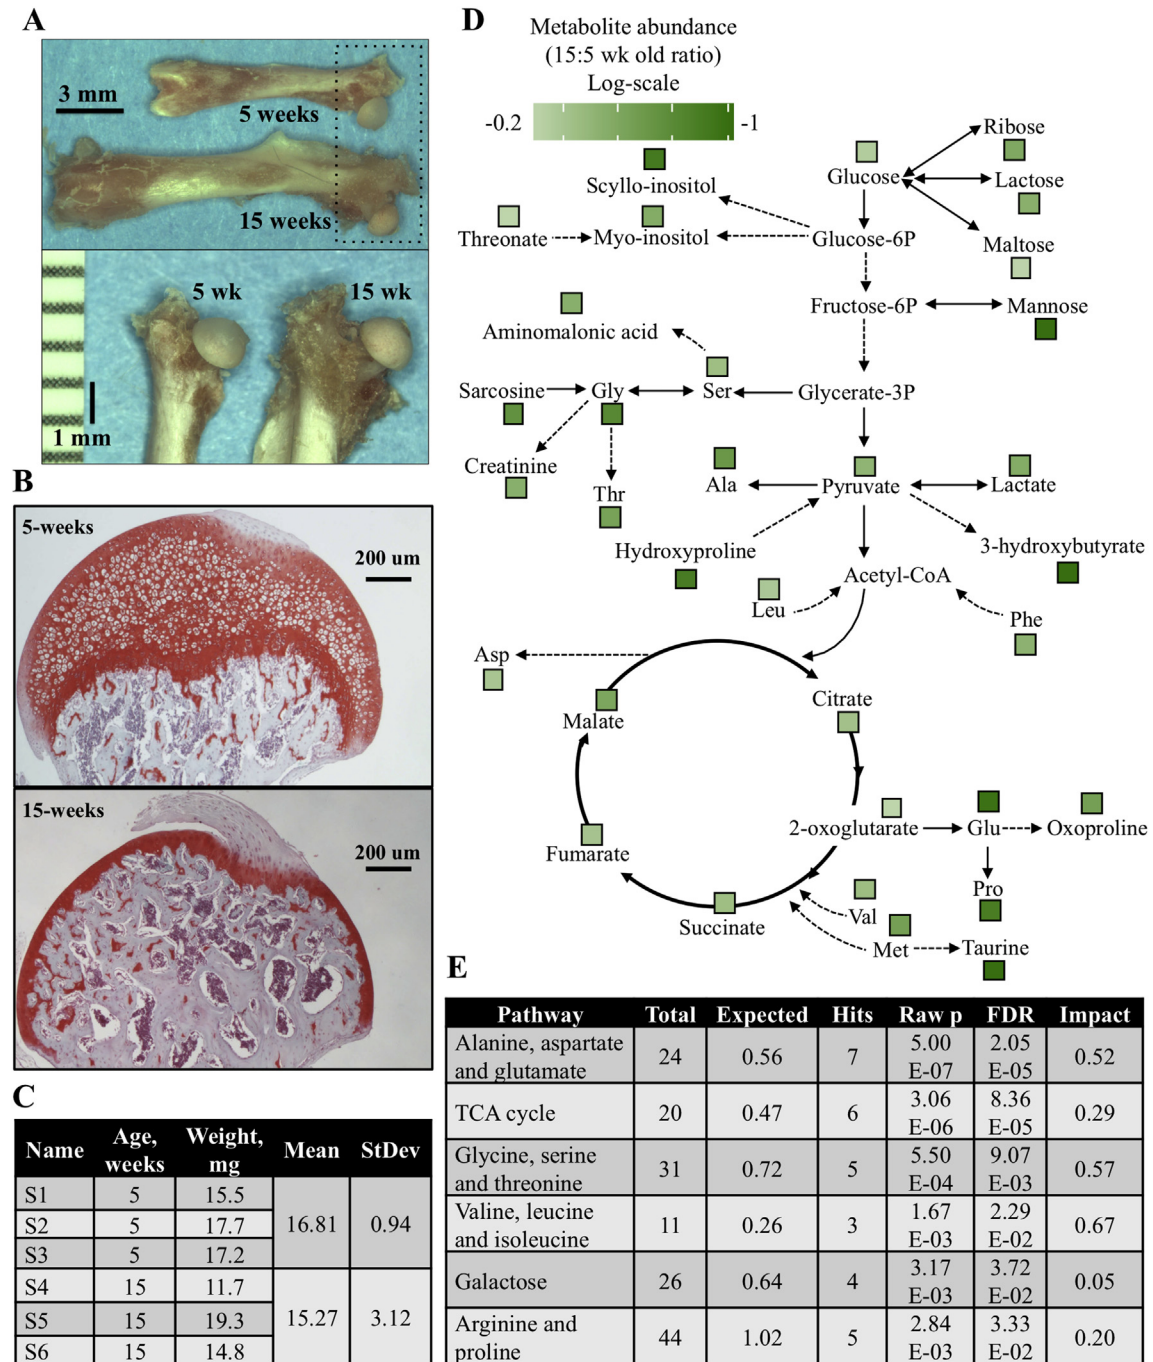 A
3 mm
5 weeks
15 weeks
5 wk
15 wk
1 mm
B
5-weeks
200 um
15-weeks
200 um
C
Name Age, weeks Weight, mg Mean StDev
S1 5 15.5 16.81 0.94
S2 5 17.7
S3 5 17.2
S4 15 11.7 15.27 3.12
S5 15 19.3
S6 15 14.8
D
Metabolite abundance
(15:5 wk old ratio)
Log-scale
-0.2 -1
Ribose
Glucose
Lactose
Scyllo-inositol
Threonate
Myo-inositol
Glucose-6P
Maltose
Fructose-6P
Mannose
Aminomalonic acid
Sarcosine
Gly
Ser
Glycerate-3P
Creatinine
Thr
Ala
Pyruvate
Lactate
Hydroxyproline
3-hydroxybutyrate
Leu
Acetyl-CoA
Phe
Asp
Malate
Citrate
2-oxoglutarate
Glu
Oxoproline
Fumarate
Pro
Succinate
Val
Met
Taurine
E
Pathway Total Expected Hits Raw p FDR Impact
Alanine, aspartate
and glutamate 24 0.56 7 5.00 E-07 2.05 E-05 0.52
TCA cycle 20 0.47 6 3.06 E-06 8.36 E-05 0.29
Glycine, serine
and threonine 31 0.72 5 5.50 E-04 9.07 E-03 0.57
Valine, leucine
and isoleucine 11 0.26 3 1.67 E-03 2.29 E-02 0.67
Galactose 26 0.64 4 3.17 E-03 3.72 E-02 0.05
Arginine and
proline 44 1.02 5 2.84 E-03 3.33 E-02 0.20